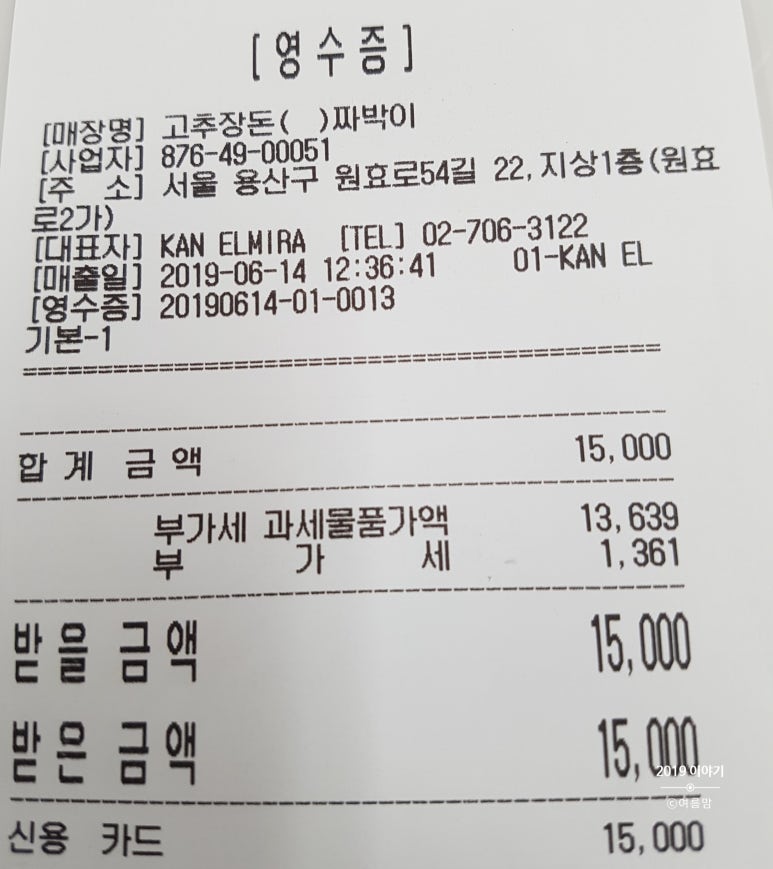 [영수증]
[매장명] 고추장돈( )짜박이
[사업자] 876-49-00051
[주 소] 서울 용산구 원효로54길 22,지상1층(원효
로2가)
[대표자] KAN ELMIRA [TEL] 02-706-3122
[매출일] 2019-06-14 12:36:41 01-KAN EL
[영수증] 20190614-01-0013
기본-1
합 계 금 액 15,000
부가세 과세물품가액 13,639
부 가 세 1,361
받을 금액 15,000
받은 금액 15,000
2019 이야기
ⓒ여름맘
신용 카드 15,000